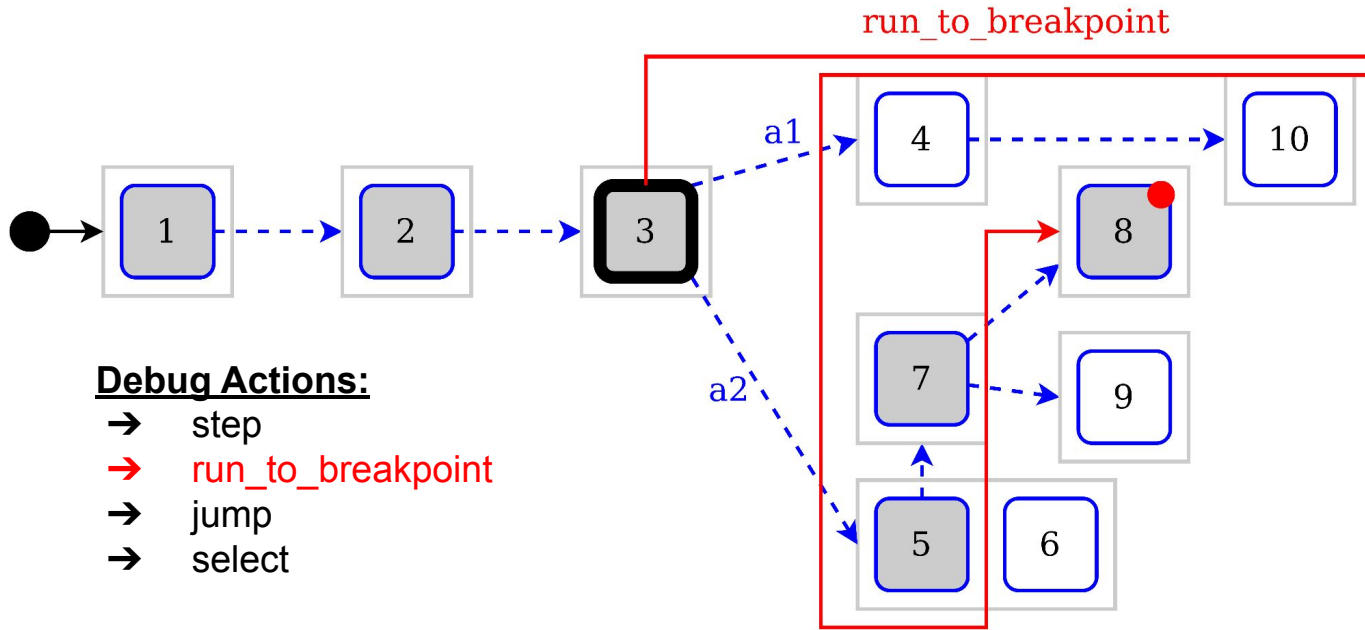 run_to_breakpoint
a1
4
10
1
2
3
8
Debug Actions:
➔ step
➔ run_to_breakpoint
➔ jump
➔ select
a2
7
9
5
6